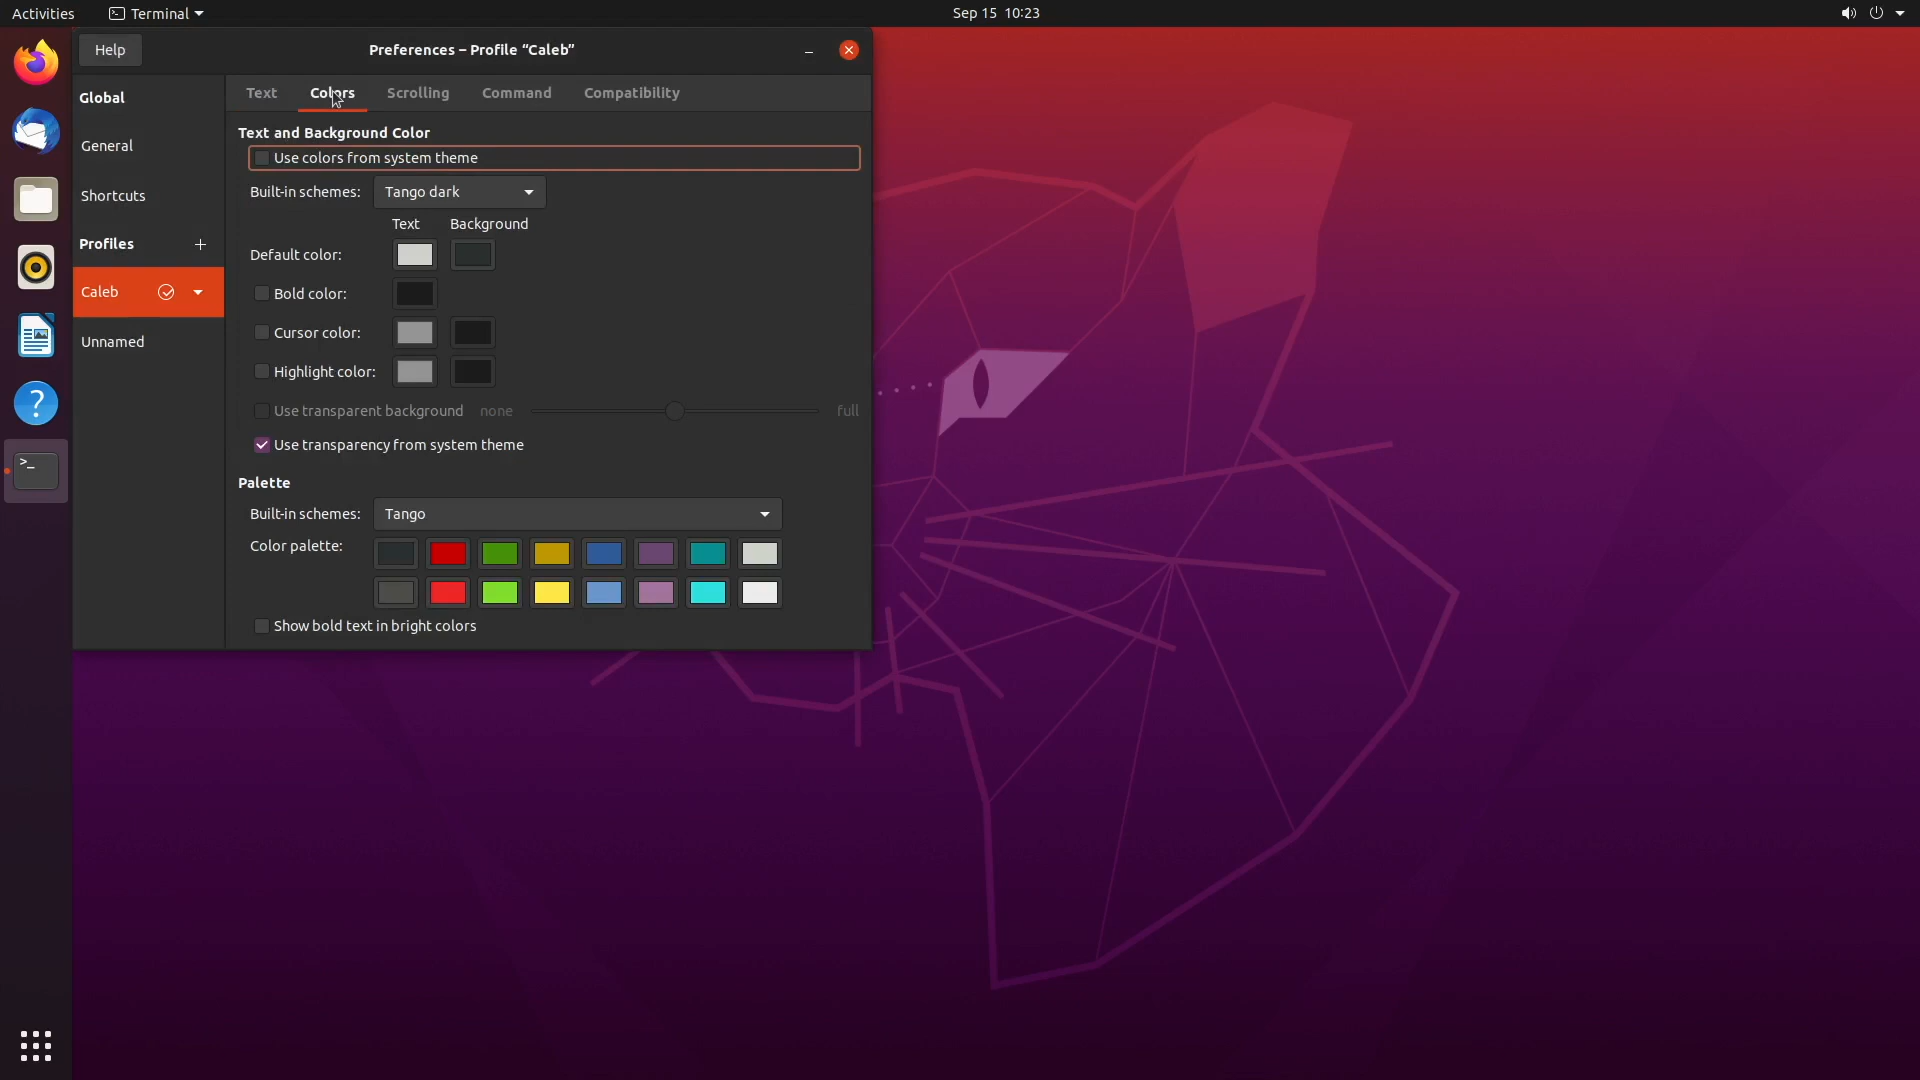 Activities
Terminal
Sep 15 10:23
Help
Preferences – Profile “Caleb”
Global
General
Shortcuts
Profiles
Caleb
Unnamed
Text
Colors
Scrolling
Command
Compatibility
Text and Background Color
Use colors from system theme
Built-in schemes: Tango dark
Text Background
Default color:
Bold color:
Cursor color:
Highlight color:
Use transparent background none full
Use transparency from system theme
Palette
Built-in schemes: Tango
Color palette:
Show bold text in bright colors